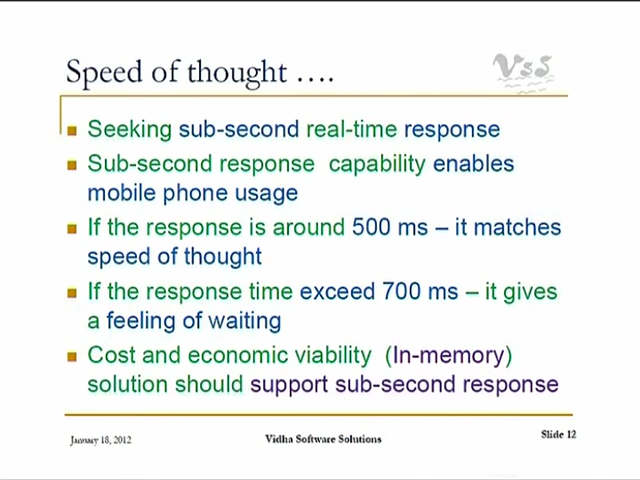 Speed of thought ….
VSS
Seeking sub-second real-time response
Sub-second response capability enables
mobile phone usage
If the response is around 500 ms – it matches
speed of thought
If the response time exceed 700 ms – it gives
a feeling of waiting
Cost and economic viability (In-memory)
solution should support sub-second response
January 18, 2012
Vidha Software Solutions
Slide 12